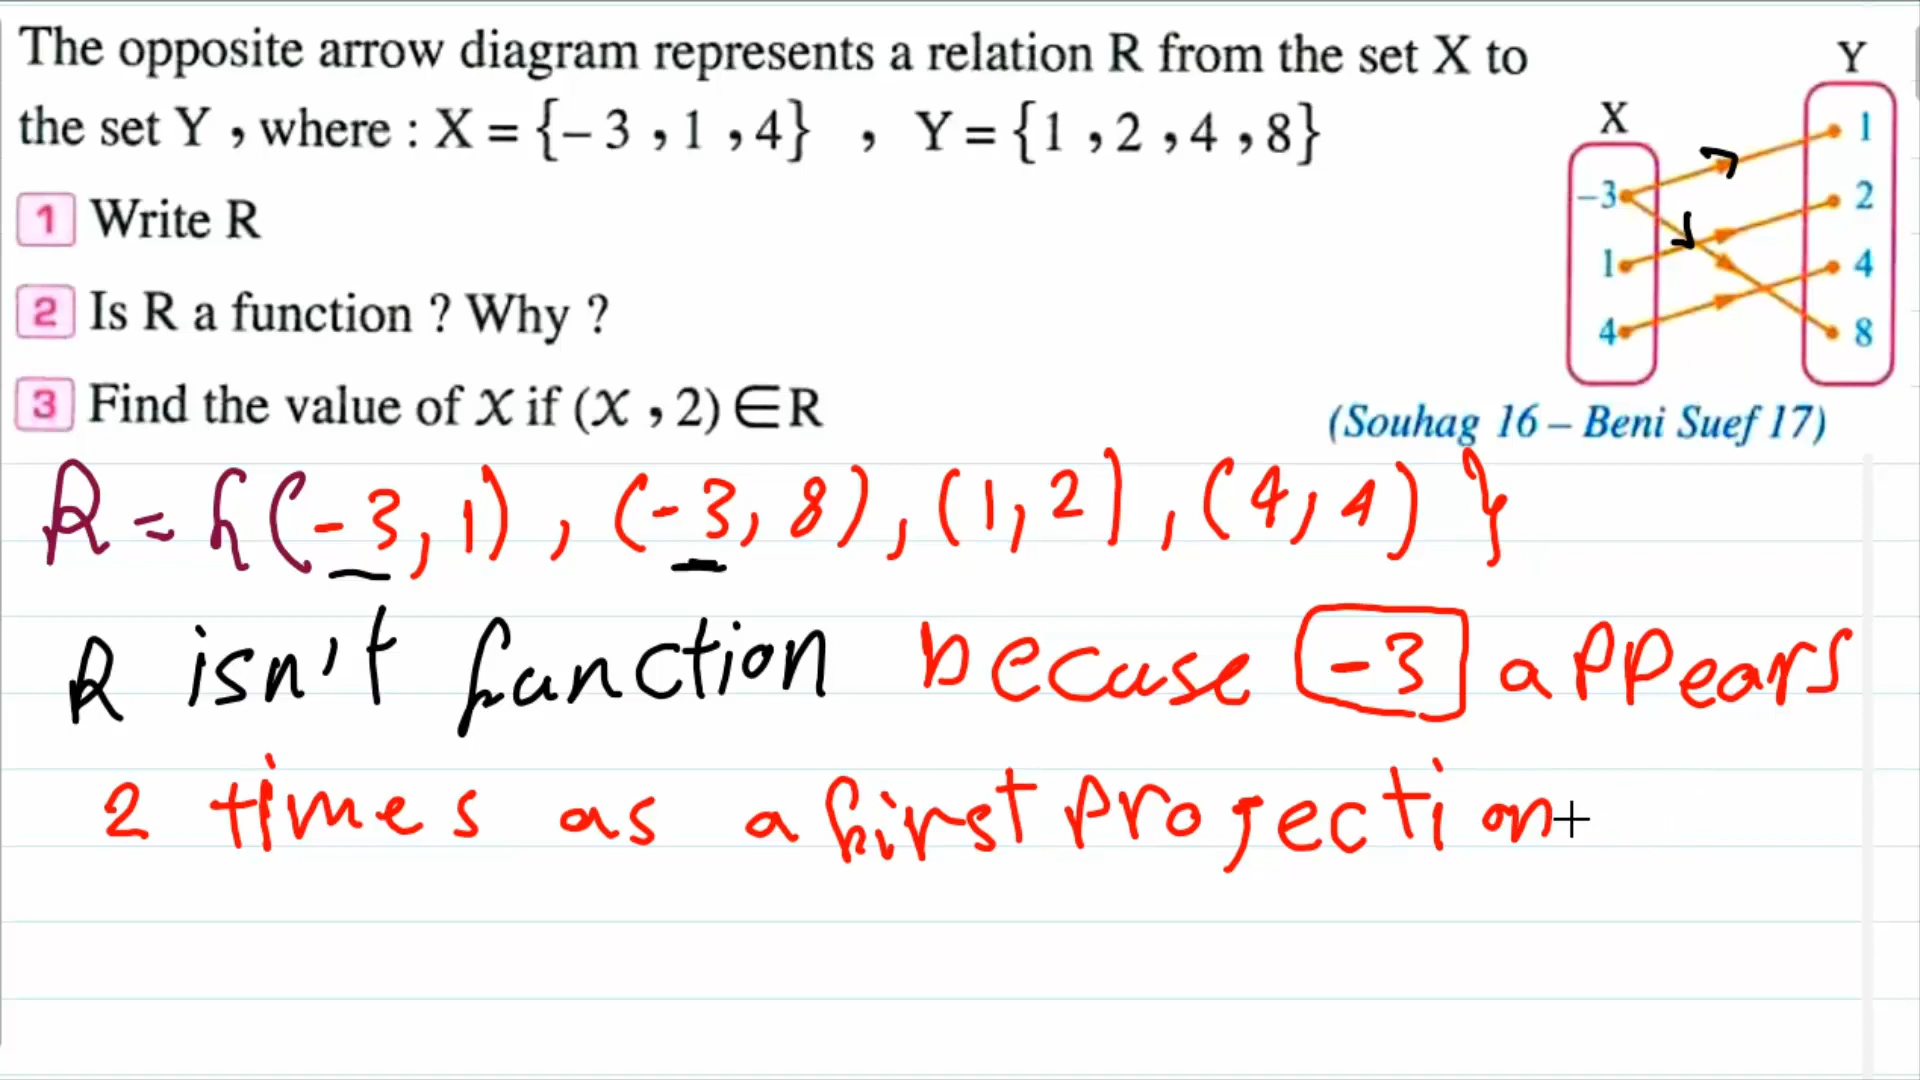 The opposite arrow diagram represents a relation R from the set X to
the set Y , where : X = {– 3 , 1 , 4} , Y = {1 , 2 , 4 , 8}
1 Write R
2 Is R a function ? Why ?
3 Find the value of X if (X , 2) ∈ R
X
–3
1
4
Y
1
2
4
8
(Souhag 16 – Beni Suef 17)
R = {(-3, 1), (-3, 8), (1, 2), (4, 4)}
R isn't function becuse -3 appears
2 times as a first projection